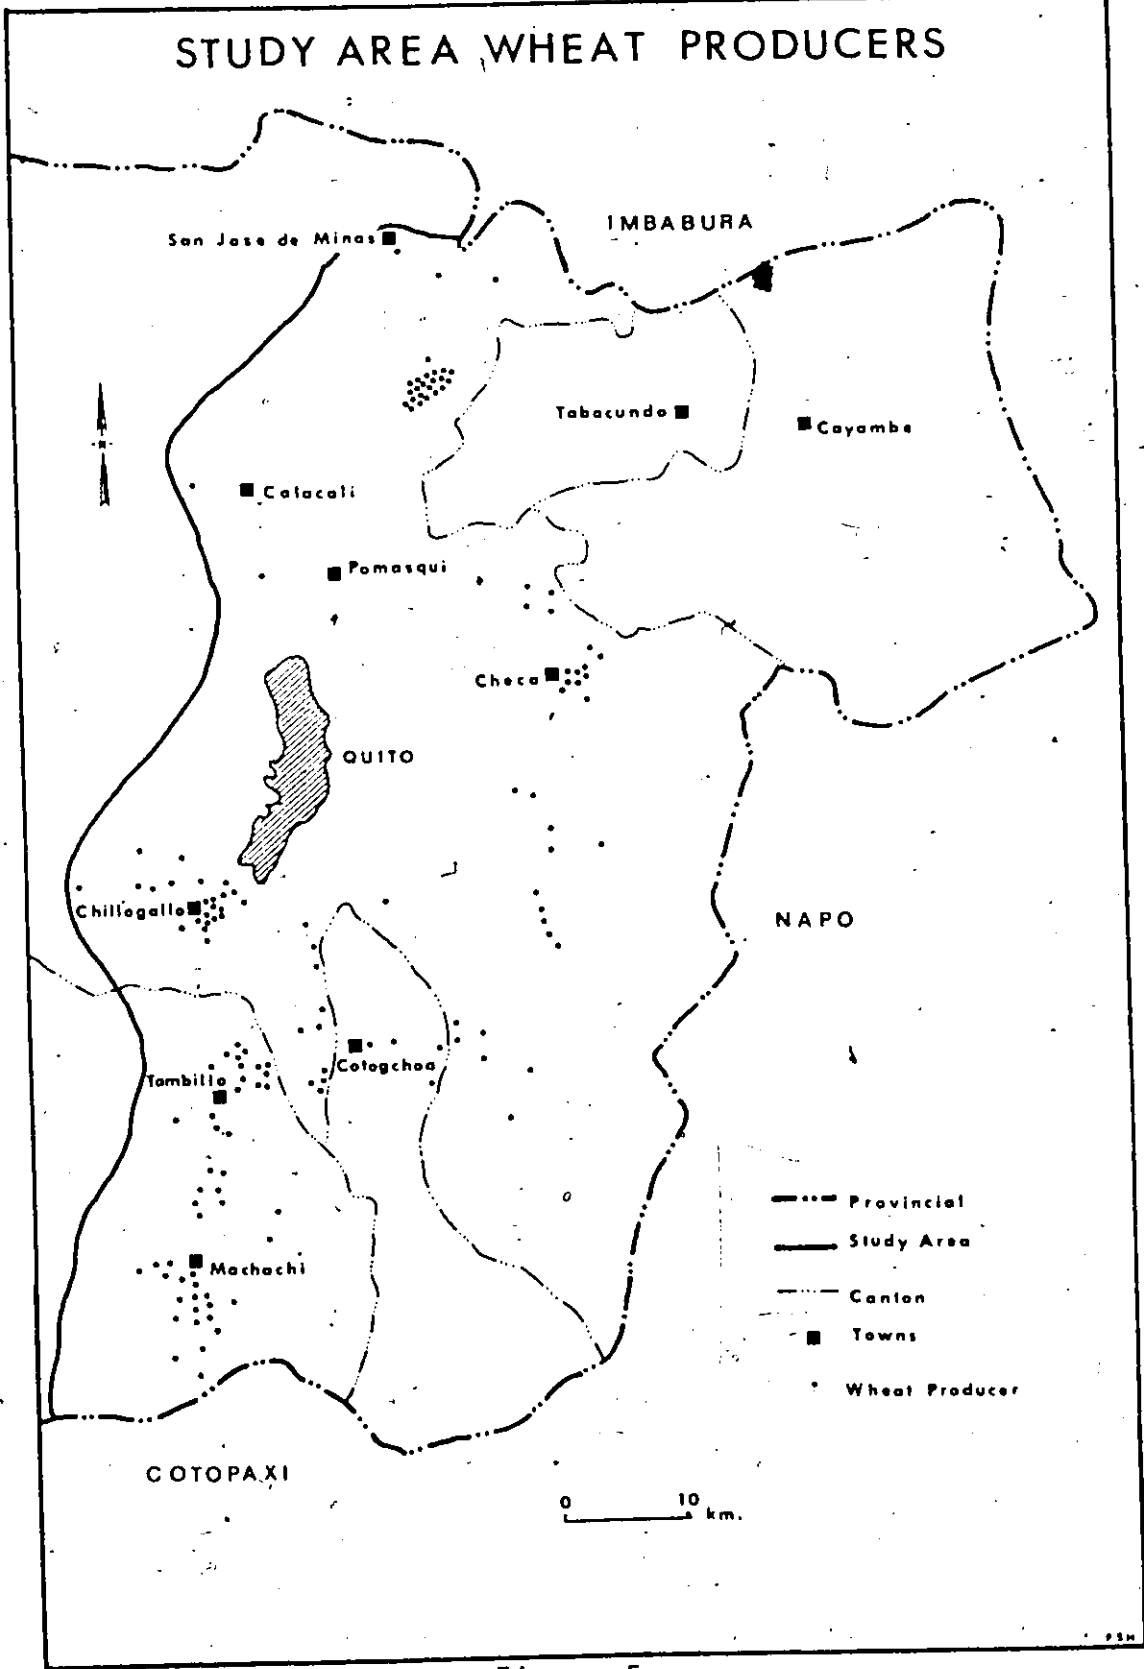 STUDY AREA WHEAT PRODUCERS
IMBABURA
San Jose de Minas
Tabacundo
Cayambe
Calacali
Pomasqui
Checa
QUITO
Chillogallo
NAPO
Cotogchoa
Tambillo
Provincial
Study Area
Machachi
Canton
Towns
Wheat Producer
COTOPAXI
0 10 km.
PSM